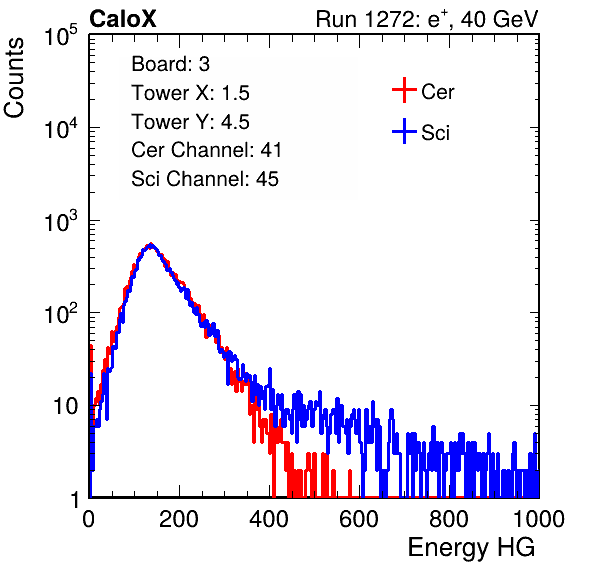 CaloX Run 1272: e⁺, 40 GeV
Counts
10⁵
10⁴
10³
10²
10
1
Board: 3
Tower X: 1.5
Tower Y: 4.5
Cer Channel: 41
Sci Channel: 45
Cer
Sci
0 200 400 600 800 1000
Energy HG